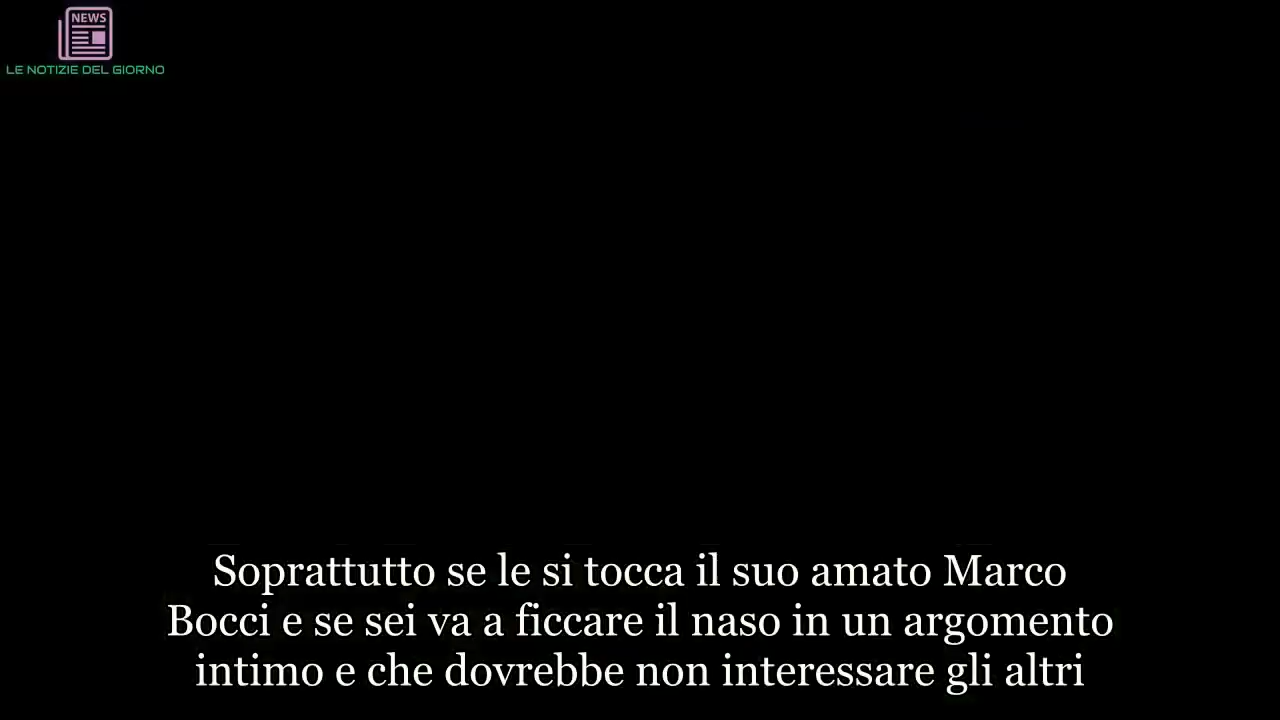 NEWS
LE NOTIZIE DEL GIORNO
Soprattutto se le si tocca il suo amato Marco
Bocci e se sei va a ficcare il naso in un argomento
intimo e che dovrebbe non interessare gli altri